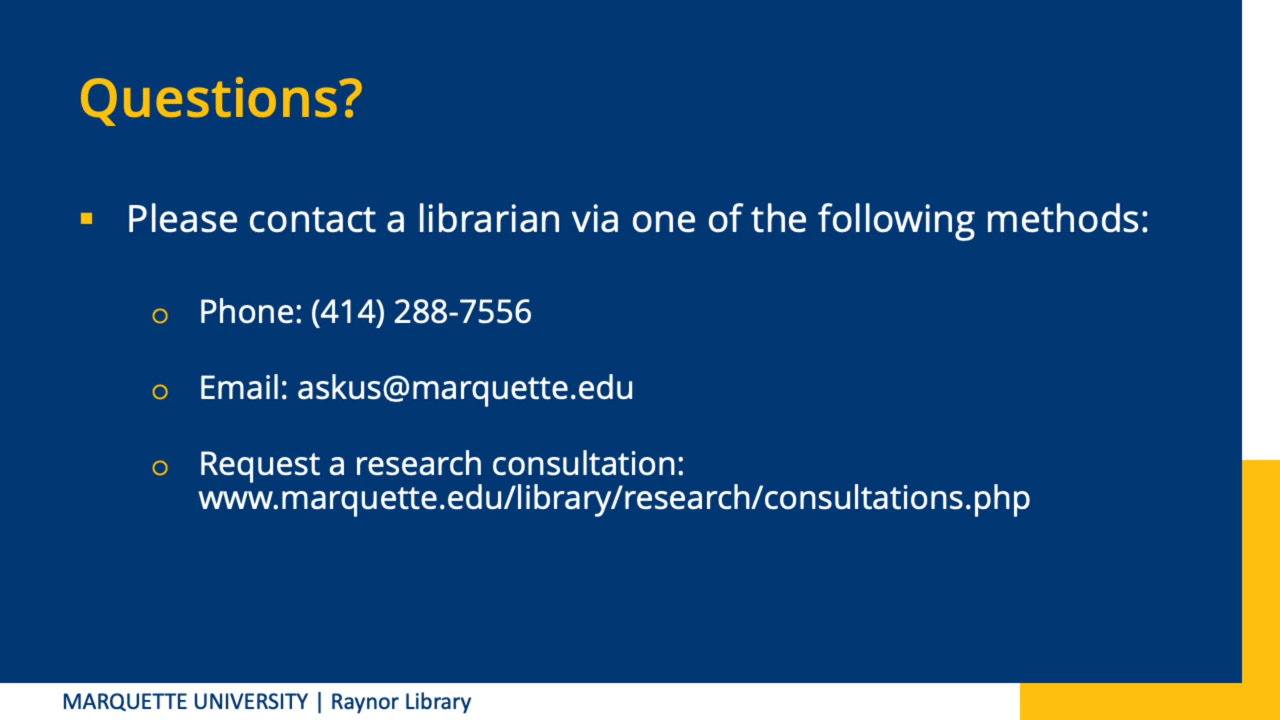 Questions?
▪ Please contact a librarian via one of the following methods:
o Phone: (414) 288-7556
o Email: askus@marquette.edu
o Request a research consultation:
www.marquette.edu/library/research/consultations.php
MARQUETTE UNIVERSITY | Raynor Library